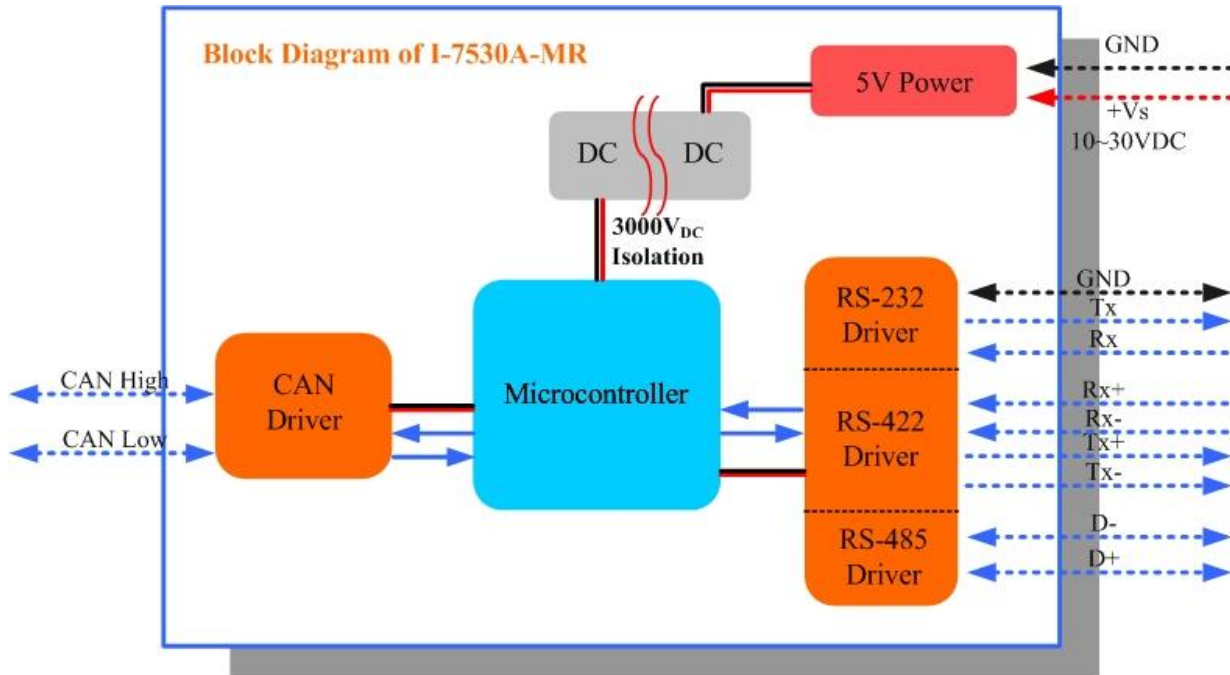 Block Diagram of I-7530A-MR
5V Power
GND
+Vs
10~30VDC
DC
DC
3000VDC
Isolation
CAN High
CAN Low
CAN
Driver
Microcontroller
RS-232
Driver
RS-422
Driver
RS-485
Driver
GND
Tx
Rx
Rx+
Rx-
Tx+
Tx-
D-
D+